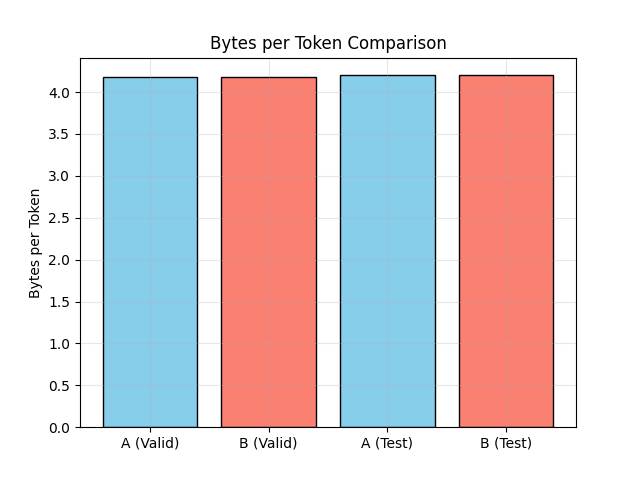 Bytes per Token Comparison
Bytes per Token
4.0
3.5
3.0
2.5
2.0
1.5
1.0
0.5
0.0
A (Valid)
B (Valid)
A (Test)
B (Test)